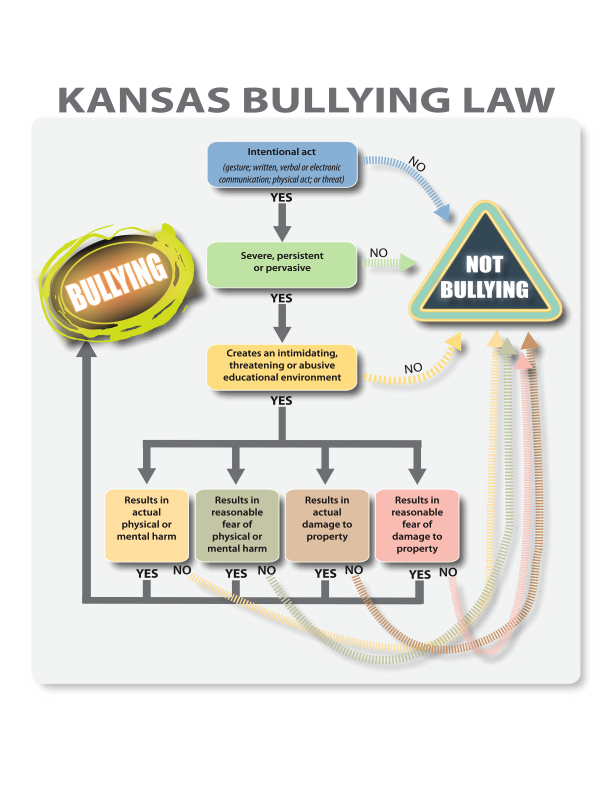 KANSAS BULLYING LAW
Intentional act
(gesture; written, verbal or electronic
communication; physical act; or threat)
NO
YES
Severe, persistent
or pervasive
NO
NOT
BULLYING
BULLYING
YES
Creates an intimidating,
threatening or abusive
educational environment
NO
YES
Results in
actual
physical or
mental harm
Results in
reasonable
fear of
physical or
mental harm
Results in
actual
damage to
property
Results in
reasonable
fear of
damage to
property
YES NO
YES NO
YES NO
YES NO